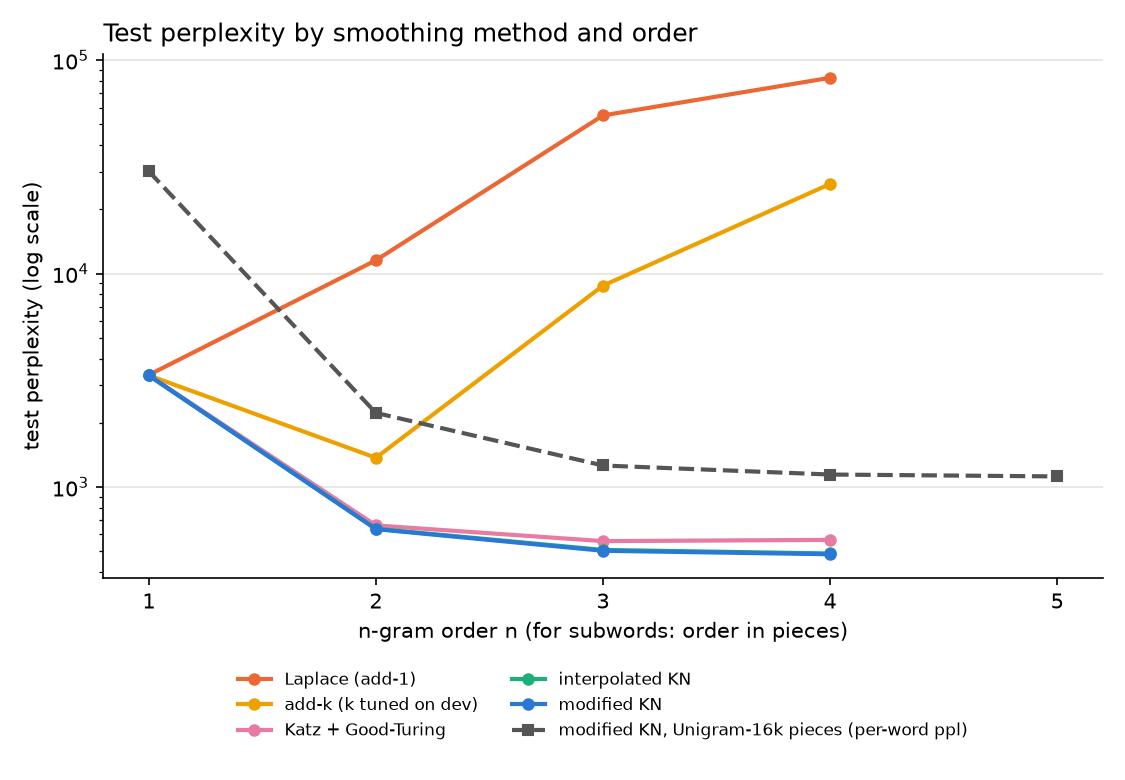 Test perplexity by smoothing method and order
10^5
10^4
10^3
test perplexity (log scale)
1 2 3 4 5
n-gram order n (for subwords: order in pieces)
Laplace (add-1)
add-k (k tuned on dev)
Katz + Good-Turing
interpolated KN
modified KN
modified KN, Unigram-16k pieces (per-word ppl)